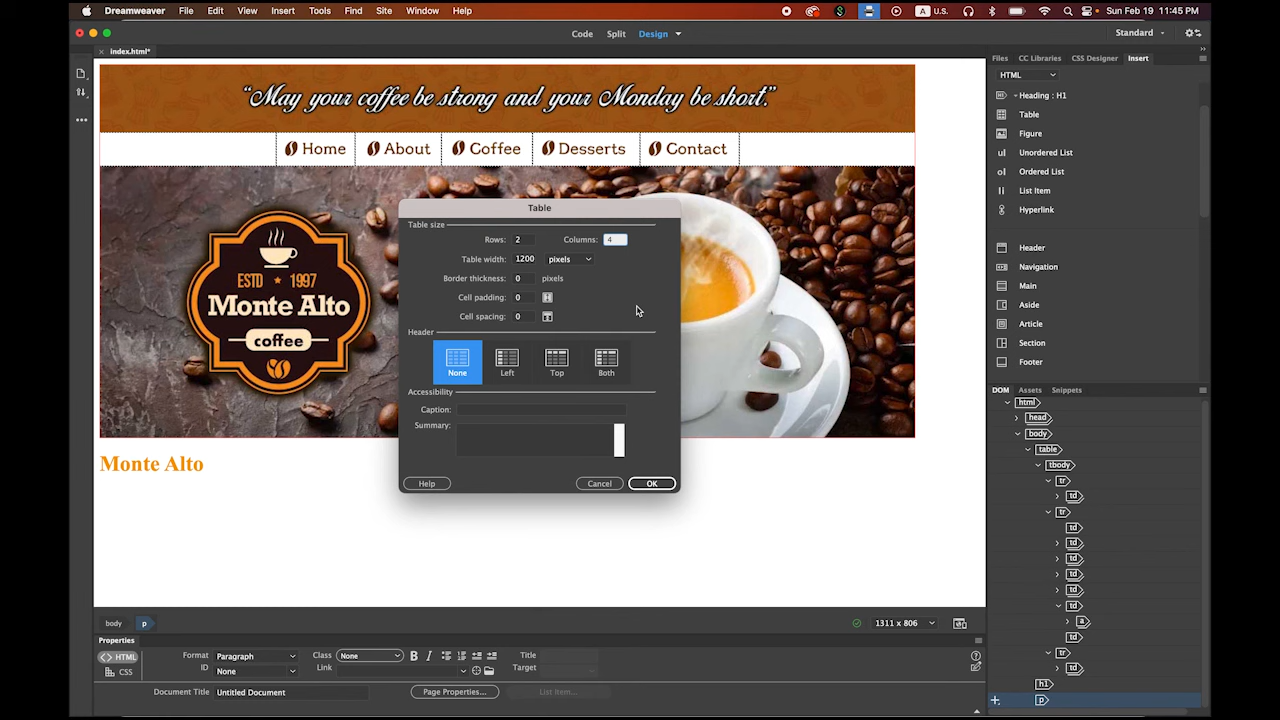 Dreamweaver File Edit View Insert Tools Find Site Window Help A U.S. Sun Feb 19 11:45 PM
Code Split Design Standard
index.html*
Files CC Libraries CSS Designer Insert
HTML
“May your coffee be strong and your Monday be short.”
Home About Coffee Desserts Contact
ESTD 1997
Monte Alto
coffee
Monte Alto
Table
Table size
Rows: 2 Columns: 4
Table width: 1200 pixels
Border thickness: 0 pixels
Cell padding: 0
Cell spacing: 0
Header
None Left Top Both
Accessibility
Caption:
Summary:
Help Cancel OK
Heading : H1
Table
Figure
ul Unordered List
ol Ordered List
li List Item
Hyperlink
Header
Navigation
Main
Aside
Article
Section
Footer
DOM Assets Snippets
html
head
body
table
tbody
tr
td
tr
td
td
td
td
td
td
a
td
tr
td
h1
p
body p 1311 x 806
Properties
HTML Format Paragraph Class None B I Title
CSS ID None Link Target
Document Title Untitled Document Page Properties... List Item...